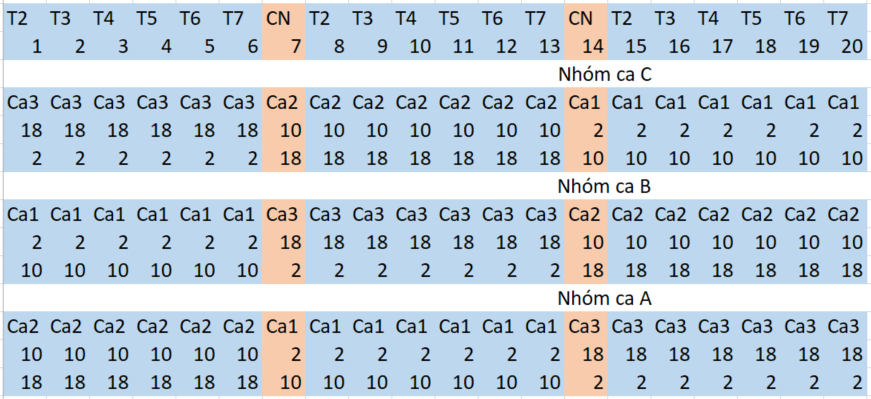 T2 T3 T4 T5 T6 T7 CN T2 T3 T4 T5 T6 T7 CN T2 T3 T4 T5 T6 T7
1 2 3 4 5 6 7 8 9 10 11 12 13 14 15 16 17 18 19 20
Nhóm ca C
Ca3 Ca3 Ca3 Ca3 Ca3 Ca3 Ca2 Ca2 Ca2 Ca2 Ca2 Ca2 Ca2 Ca1 Ca1 Ca1 Ca1 Ca1 Ca1 Ca1
18 18 18 18 18 18 10 10 10 10 10 10 10 2 2 2 2 2 2 2
2 2 2 2 2 2 18 18 18 18 18 18 18 10 10 10 10 10 10 10
Nhóm ca B
Ca1 Ca1 Ca1 Ca1 Ca1 Ca1 Ca3 Ca3 Ca3 Ca3 Ca3 Ca3 Ca3 Ca2 Ca2 Ca2 Ca2 Ca2 Ca2 Ca2
2 2 2 2 2 2 18 18 18 18 18 18 18 10 10 10 10 10 10 10
10 10 10 10 10 10 2 2 2 2 2 2 2 18 18 18 18 18 18 18
Nhóm ca A
Ca2 Ca2 Ca2 Ca2 Ca2 Ca2 Ca1 Ca1 Ca1 Ca1 Ca1 Ca1 Ca1 Ca3 Ca3 Ca3 Ca3 Ca3 Ca3 Ca3
10 10 10 10 10 10 2 2 2 2 2 2 2 18 18 18 18 18 18 18
18 18 18 18 18 18 10 10 10 10 10 10 10 2 2 2 2 2 2 2